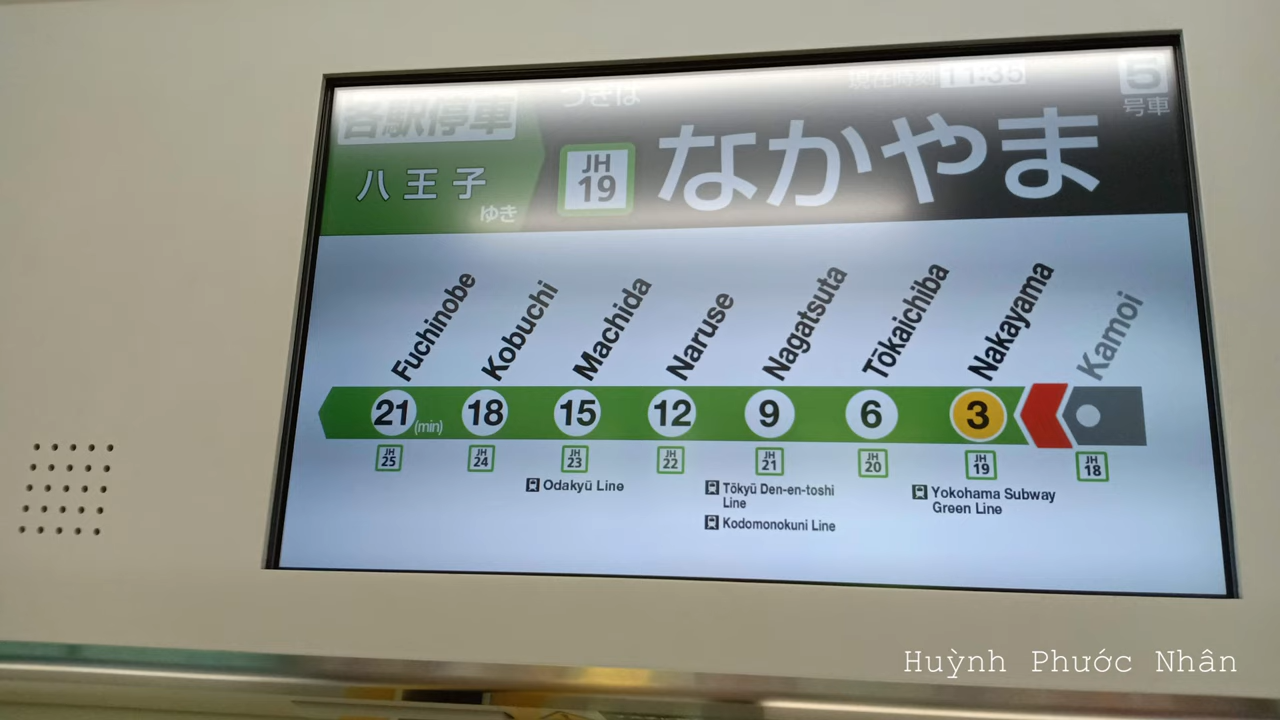 各駅停車
つぎは
現在時刻 11:35
5
号車
八王子
ゆき
JH
19
なかやま
Fuchinobe
Kobuchi
Machida
Naruse
Nagatsuta
Tōkaichiba
Nakayama
Kamoi
21 (min) 18 15 12 9 6 3
JH 25
JH 24
JH 23
JH 22
JH 21
JH 20
JH 19
JH 18
Odakyū Line
Tōkyū Den-en-toshi
Line
Kodomonokuni Line
Yokohama Subway
Green Line
Huỳnh Phước Nhân